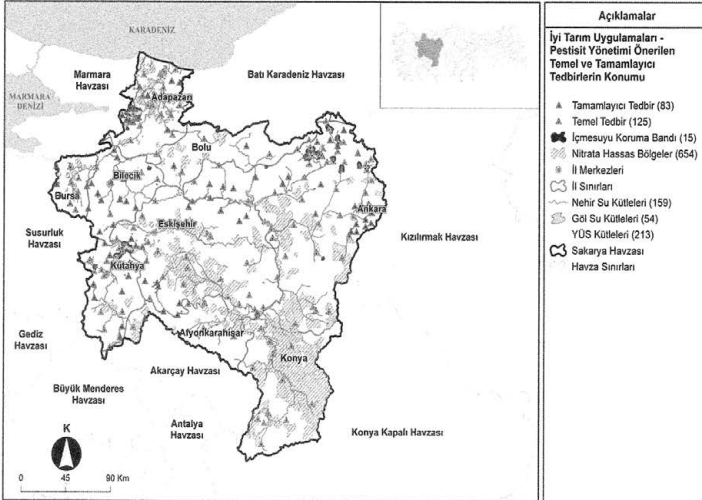 KARADENİZ
Marmara
Havzası
Batı Karadeniz Havzası
MARMARA
DENİZİ
Adapazarı
Bolu
Bilecik
Bursa
Ankara
Eskişehir
Susurluk
Havzası
Kızılırmak Havzası
Kütahya
Gediz
Havzası
Afyonkarahisar
Konya
Akarçay Havzası
Büyük Menderes
Havzası
Antalya
Havzası
Konya Kapalı Havzası
K
0 45 90 Km
Açıklamalar
İyi Tarım Uygulamaları -
Pestisit Yönetimi Önerilen
Temel ve Tamamlayıcı
Tedbirlerin Konumu
Tamamlayıcı Tedbir (83)
Temel Tedbir (125)
İçmesuyu Koruma Bandı (15)
Nitrata Hassas Bölgeler (654)
İl Merkezleri
İl Sınırları
Nehir Su Kütleleri (159)
Göl Su Kütleleri (54)
YÜS Kütleleri (213)
Sakarya Havzası
Havza Sınırları